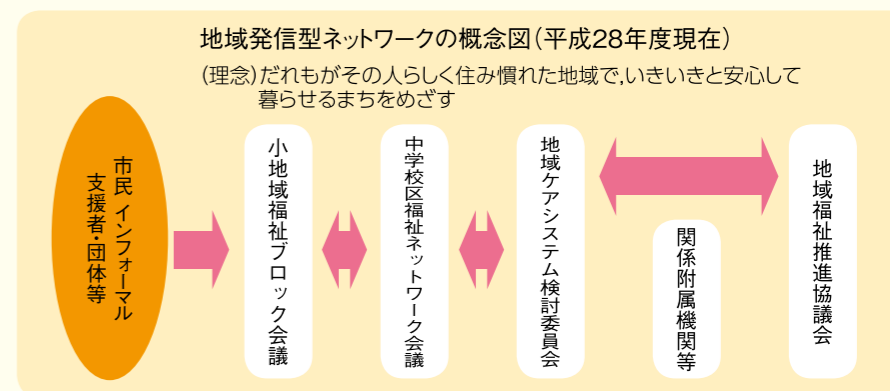 地域発信型ネットワークの概念図(平成28年度現在)
(理念)だれもがその人らしく住み慣れた地域で,いきいきと安心して
暮らせるまちをめざす
市民 インフォーマル
支援者・団体等
小地域福祉ブロック会議
中学校区福祉ネットワーク会議
地域ケアシステム検討委員会
関係附属機関等
地域福祉推進協議会